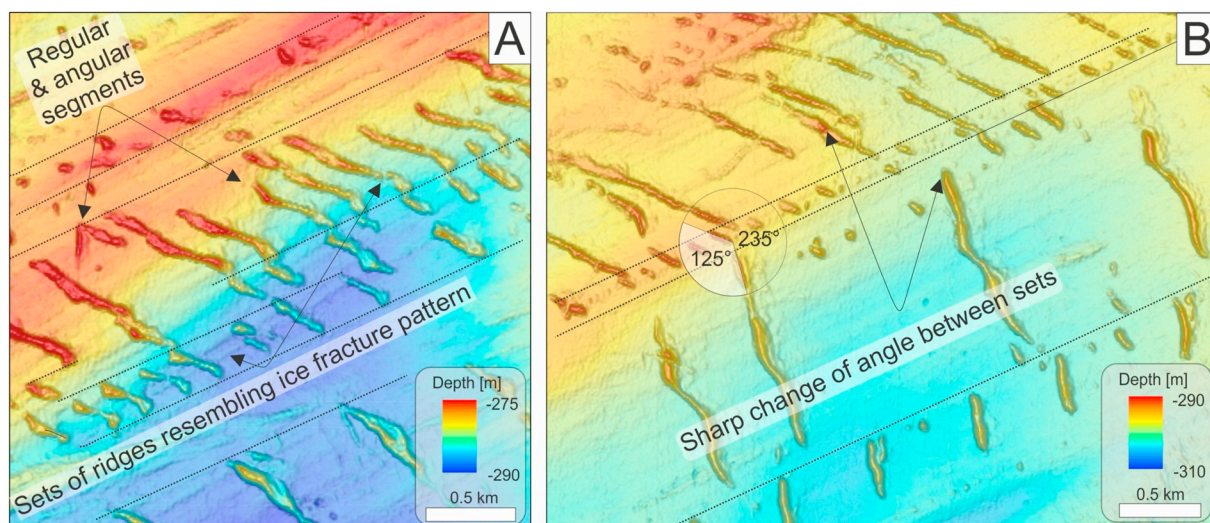 A
Regular
& angular
segments
Sets of ridges resembling ice fracture pattern
Depth [m]
-275
-290
0.5 km
B
235°
125°
Sharp change of angle between sets
Depth [m]
-290
-310
0.5 km